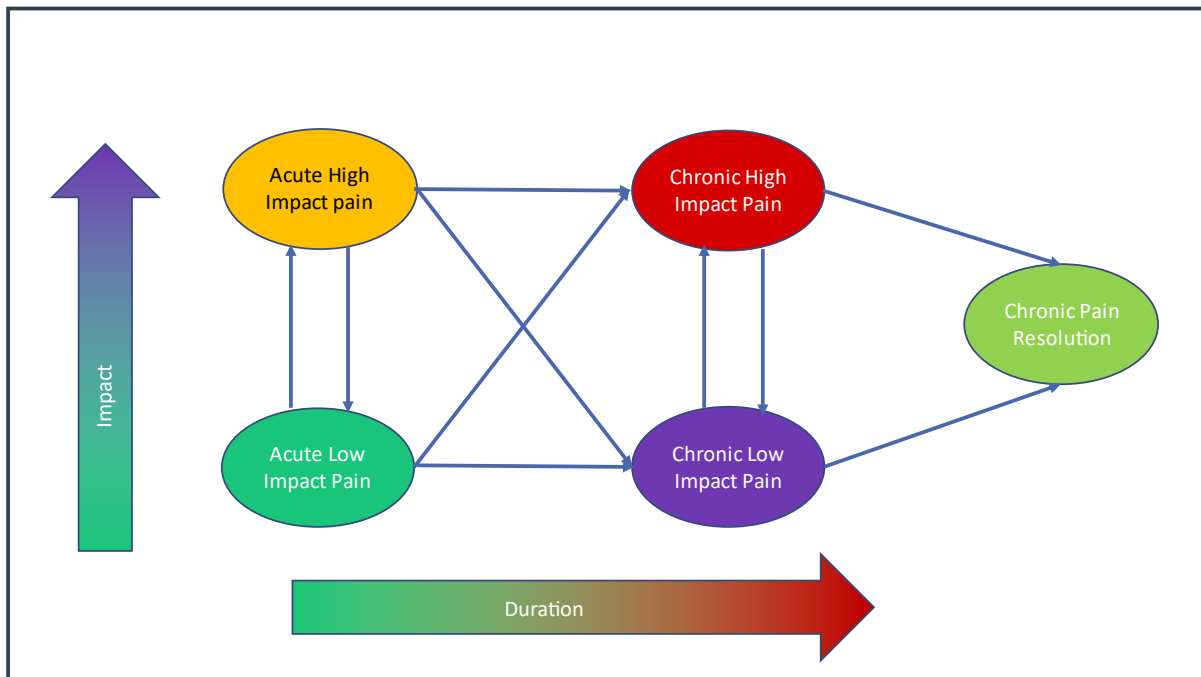 Acute High
Impact pain
Chronic High
Impact Pain
Chronic Pain
Resolution
Impact
Acute Low
Impact Pain
Chronic Low
Impact Pain
Duration